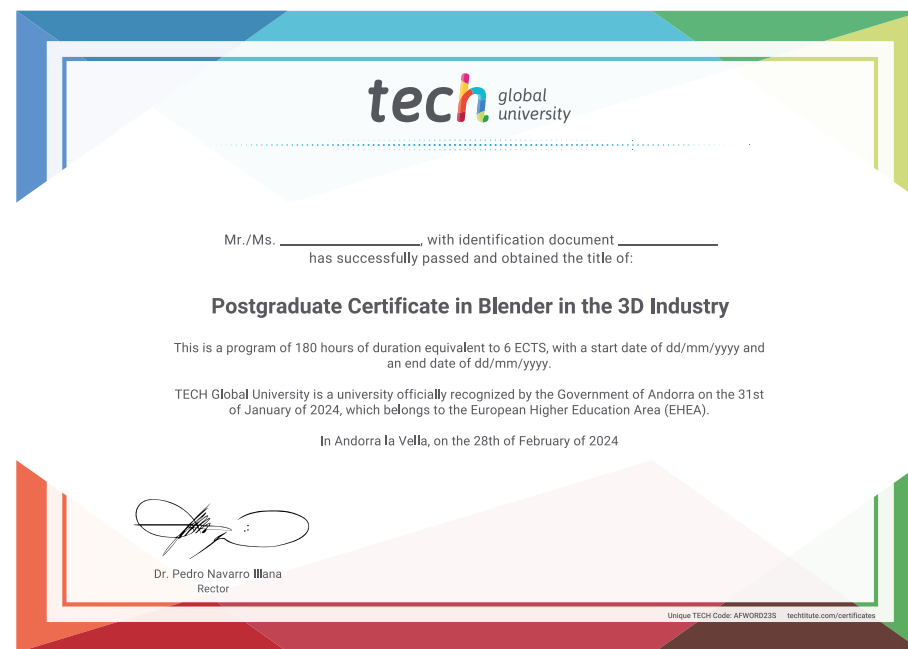 tech global
university
Mr./Ms. ____________________, with identification document ______________
has successfully passed and obtained the title of:
Postgraduate Certificate in Blender in the 3D Industry
This is a program of 180 hours of duration equivalent to 6 ECTS, with a start date of dd/mm/yyyy and
an end date of dd/mm/yyyy.
TECH Global University is a university officially recognized by the Government of Andorra on the 31st
of January of 2024, which belongs to the European Higher Education Area (EHEA).
In Andorra la Vella, on the 28th of February of 2024
Dr. Pedro Navarro Illana
Rector
Unique TECH Code: AFWORD23S techtitute.com/certificates